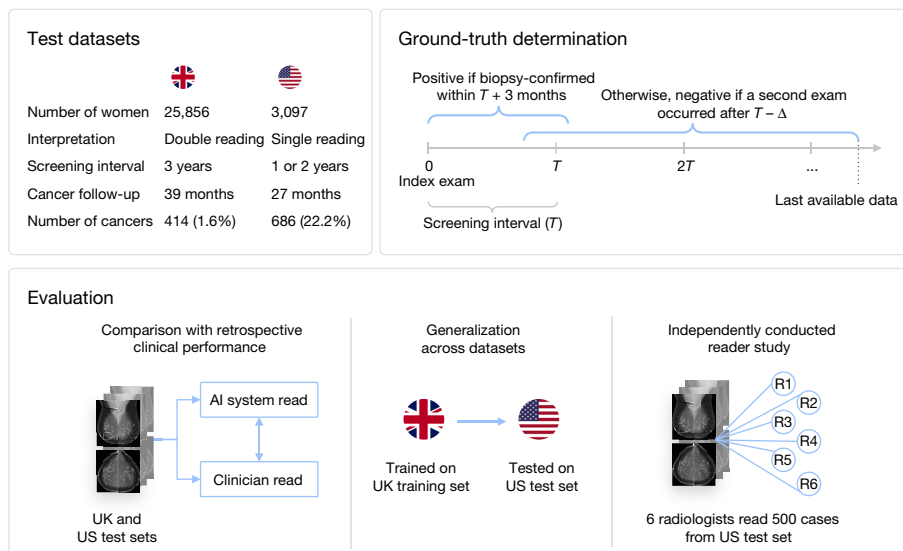 Test datasets
Number of women 25,856 3,097
Interpretation Double reading Single reading
Screening interval 3 years 1 or 2 years
Cancer follow-up 39 months 27 months
Number of cancers 414 (1.6%) 686 (22.2%)
Ground-truth determination
Positive if biopsy-confirmed
within T + 3 months
Otherwise, negative if a second exam
occurred after T – Δ
0 T 2T ...
Index exam
Last available data
Screening interval (T)
Evaluation
Comparison with retrospective
clinical performance
AI system read
Clinician read
UK and
US test sets
Generalization
across datasets
Trained on
UK training set
Tested on
US test set
Independently conducted
reader study
R1
R2
R3
R4
R5
R6
6 radiologists read 500 cases
from US test set